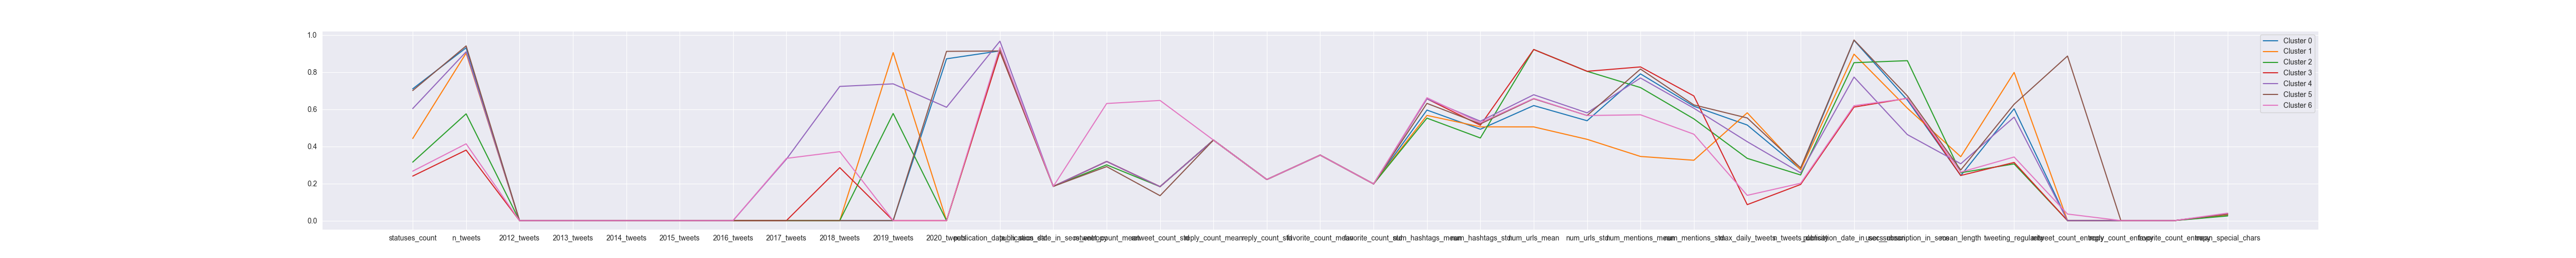 1.0
0.8
0.6
0.4
0.2
0.0
Cluster 0
Cluster 1
Cluster 2
Cluster 3
Cluster 4
Cluster 5
Cluster 6
statuses_count n_tweets 2012_tweets 2013_tweets 2014_tweets 2015_tweets 2016_tweets 2017_tweets 2018_tweets 2019_tweets 2020_tweets reply_count_mean reply_count_std favorite_count_mean favorite_count_std num_hashtags_mean num_hashtags_std num_urls_mean num_urls_std num_mentions_mean num_mentions_std max_daily_tweets mean_length tweeting_regularity retweet_count_entropy reply_count_entropy favorite_count_entropy mean_special_chars